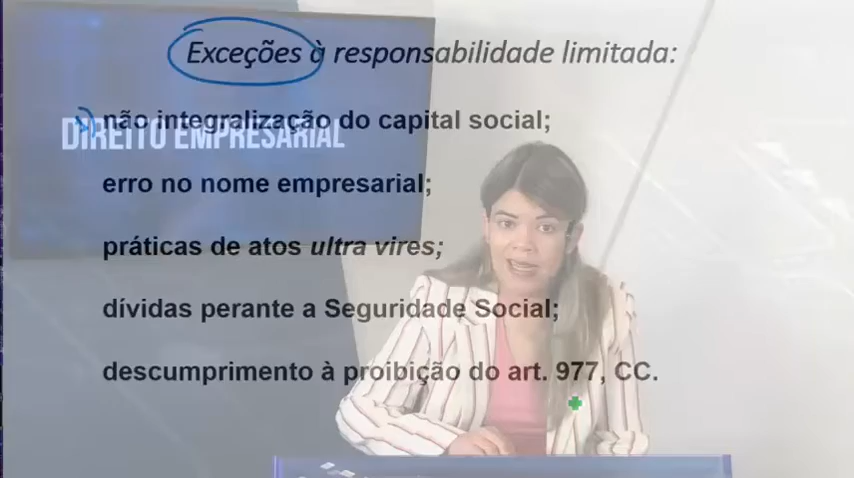 Exceções à responsabilidade limitada:
não integralização do capital social;
DIREITO EMPRESARIAL
erro no nome empresarial;
práticas de atos ultra vires;
dívidas perante a Seguridade Social;
descumprimento à proibição do art. 977, CC.